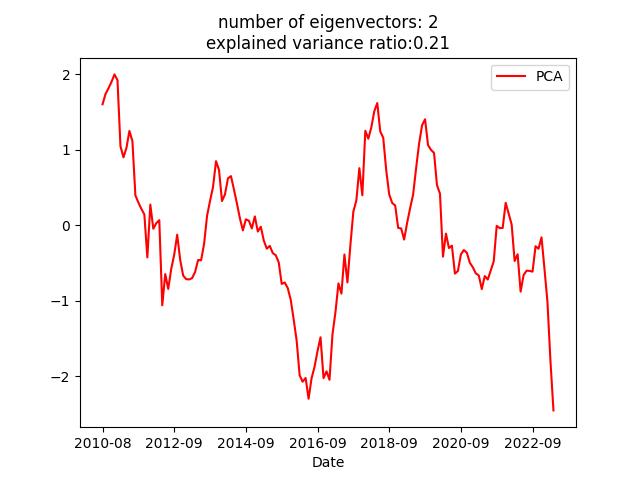 number of eigenvectors: 2
explained variance ratio:0.21
PCA
2
1
0
−1
−2
2010-08 2012-09 2014-09 2016-09 2018-09 2020-09 2022-09
Date